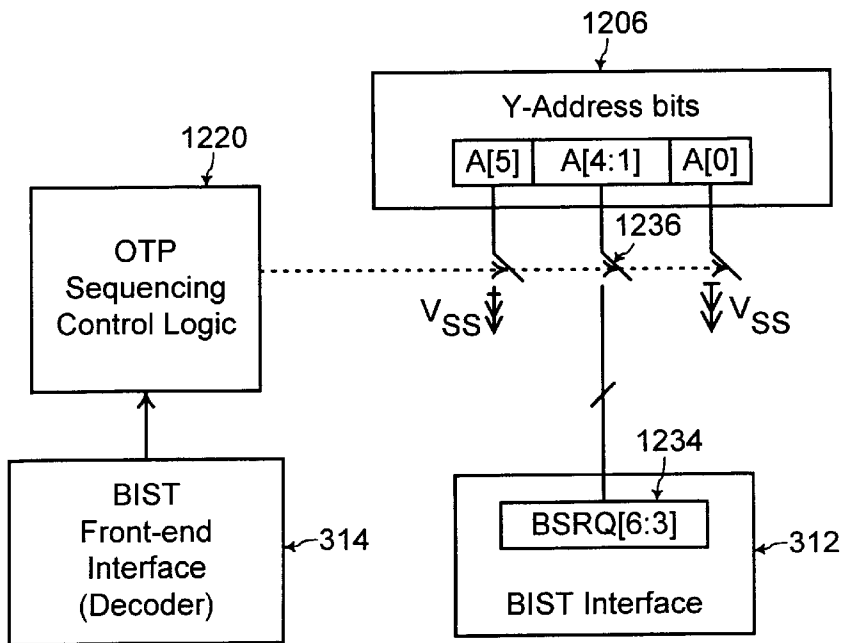 1206
Y-Address bits
A[5] A[4:1] A[0]
1220
OTP
Sequencing
Control Logic
1236
VSS
VSS
1234
BIST
Front-end
Interface
(Decoder)
314
BSRQ[6:3]
312
BIST Interface